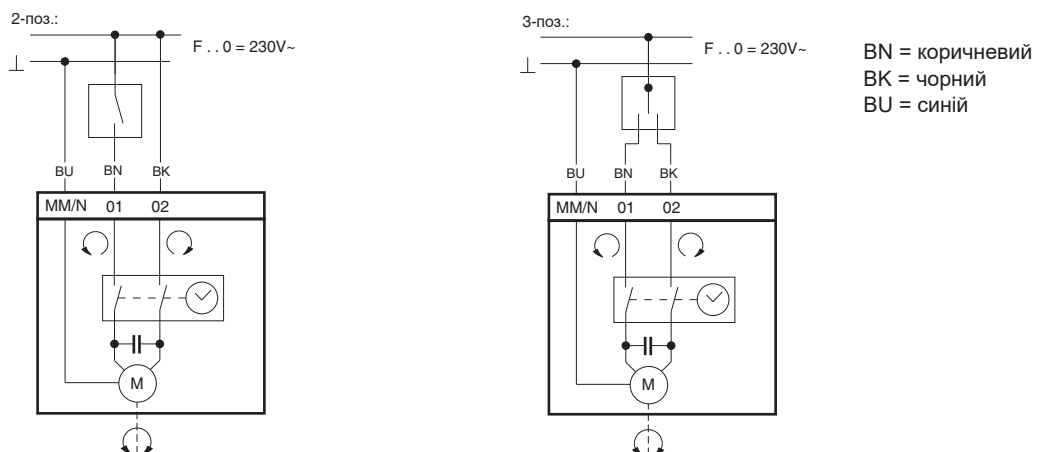 2-поз.:
F . . 0 = 230V~
⊥
BU BN BK
MM/N 01 02
M
3-поз.:
F . . 0 = 230V~
⊥
BU BN BK
MM/N 01 02
M
BN = коричневий
BK = чорний
BU = синій